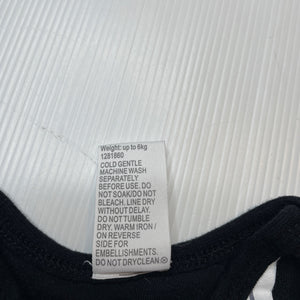 Weight: up to 6kg
1281860
COLD GENTLE
MACHINE WASH
SEPARATELY
BEFORE USE. DO
NOT SOAK/DO NOT
BLEACH. LINE DRY
WITHOUT DELAY.
DO NOT TUMBLE
DRY. WARM IRON /
ON REVERSE
SIDE FOR
EMBELLISHMENTS.
DO NOT DRYCLEAN.